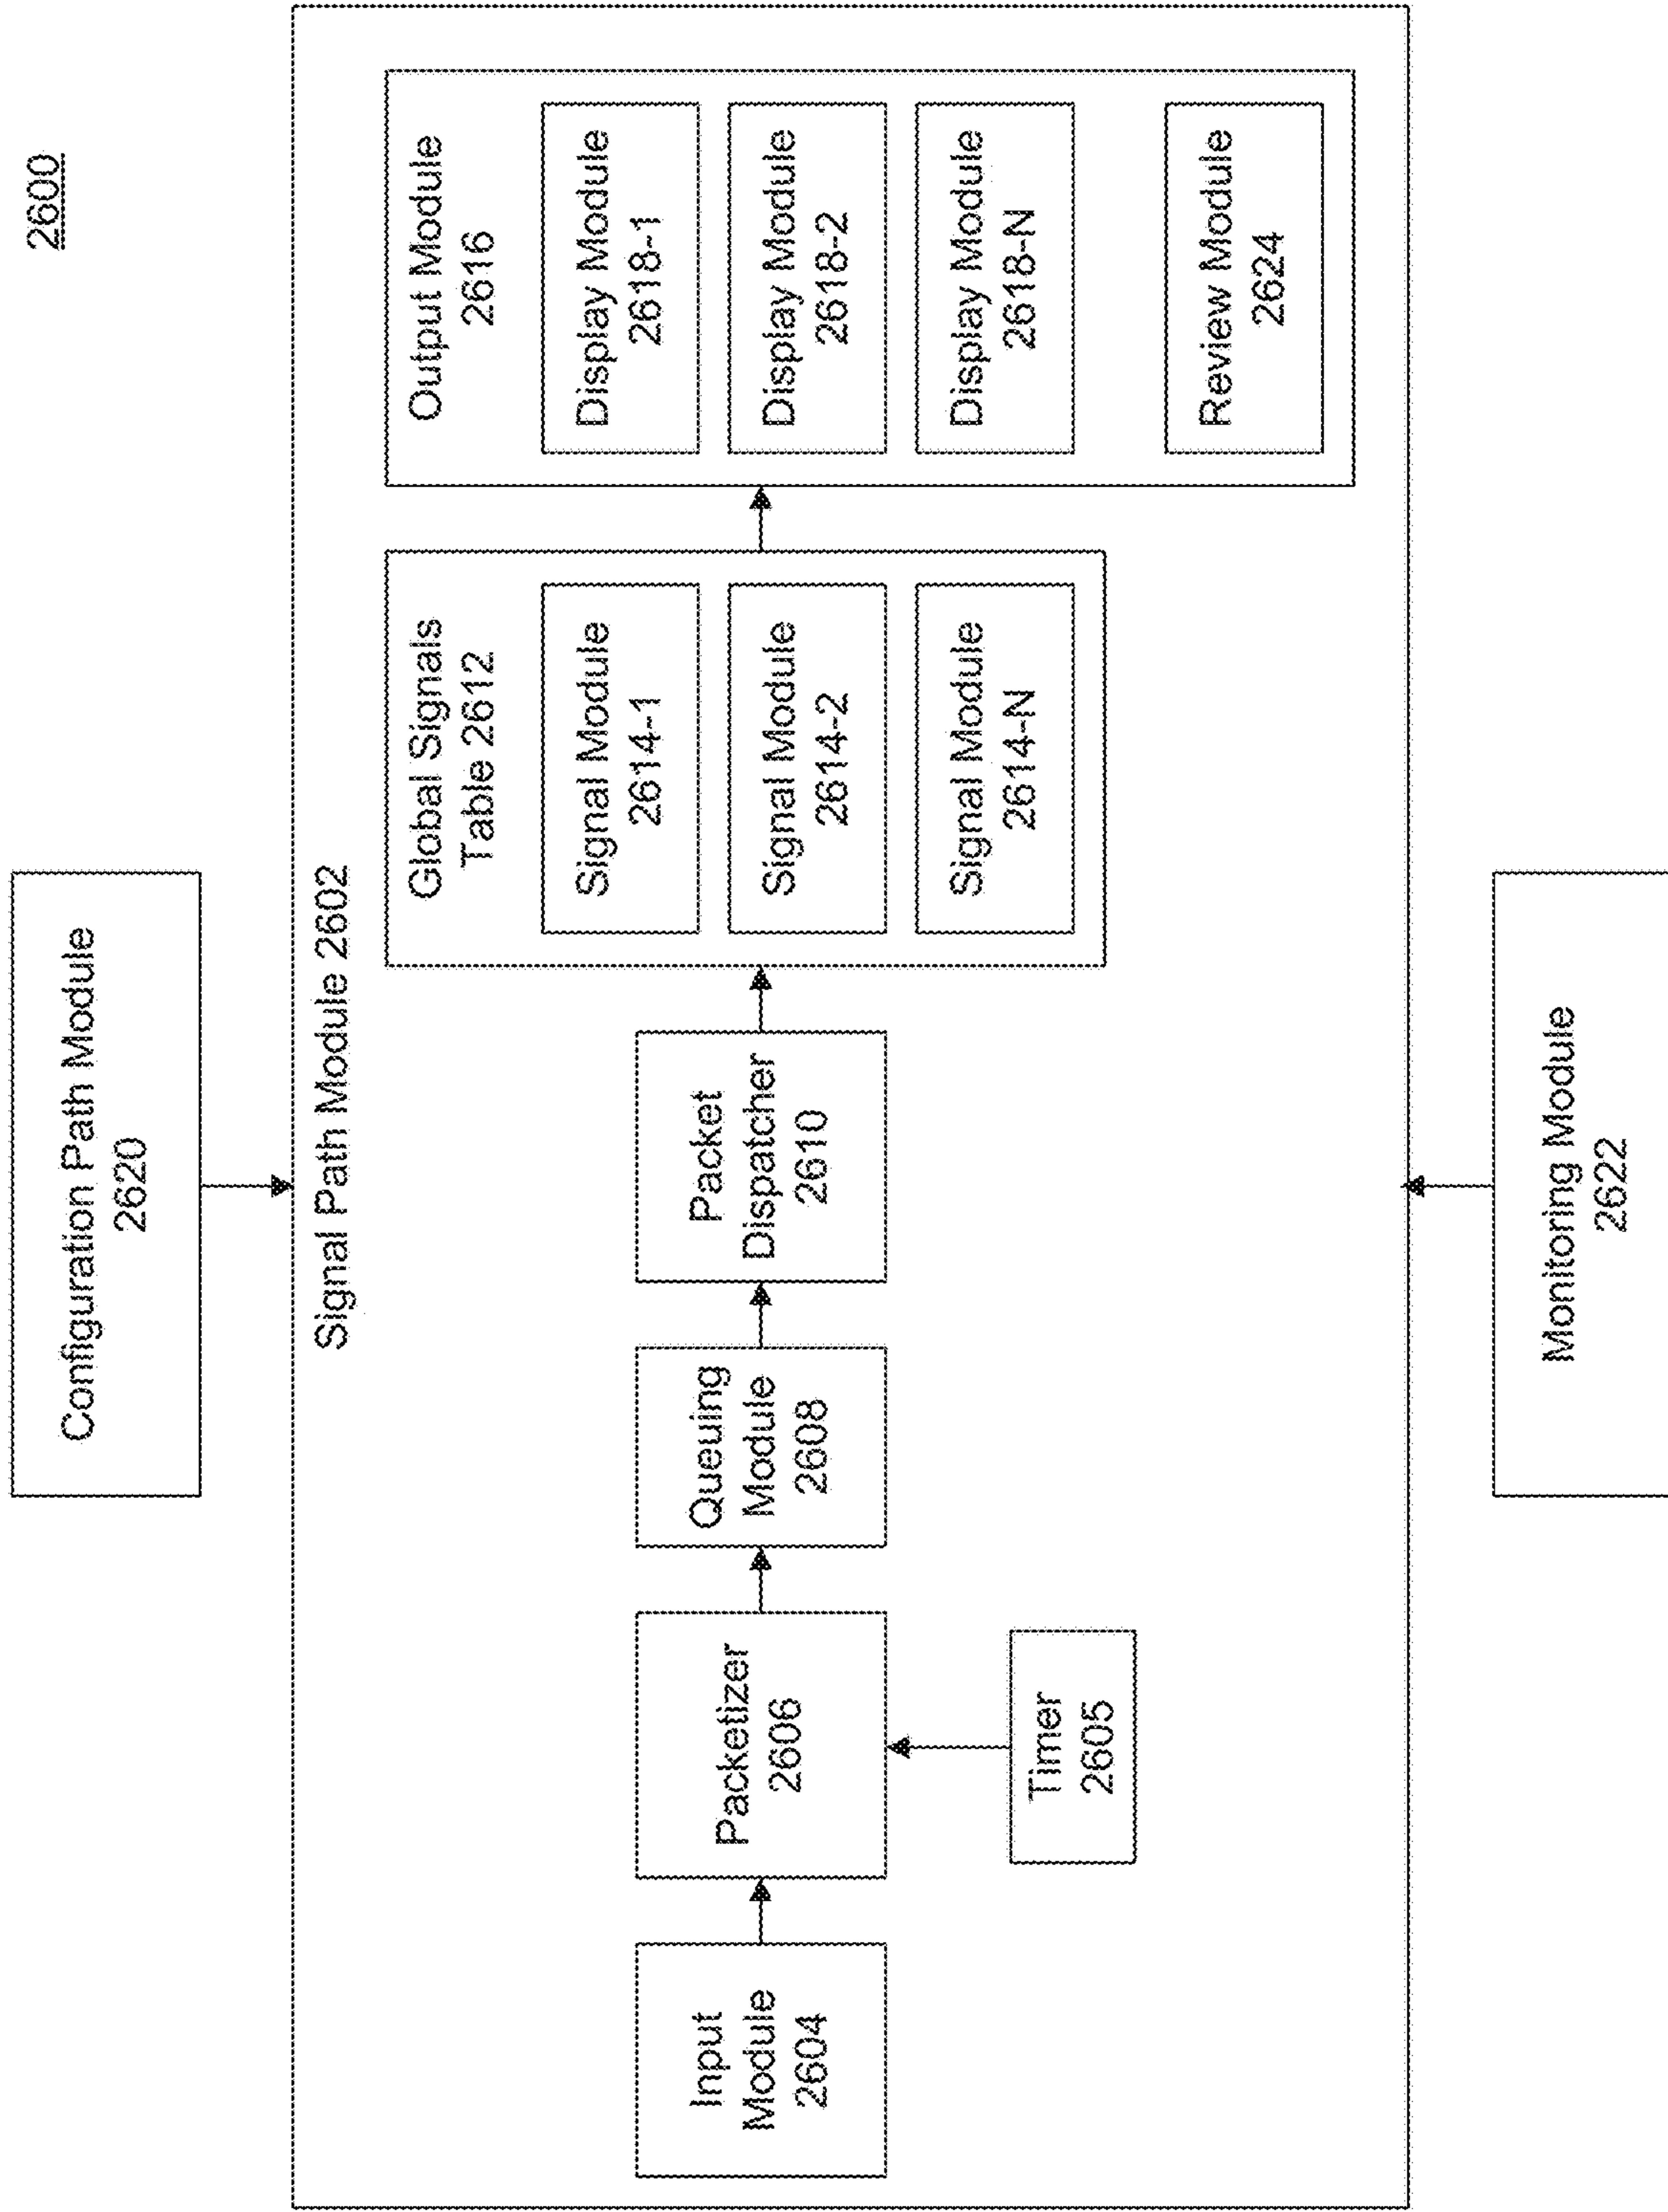 2600
Configuration Path Module
2620
Signal Path Module 2602
Input
Module
2604
Packetizer
2606
Timer
2605
Queuing
Module
2608
Packet
Dispatcher
2610
Global Signals
Table 2612
Signal Module
2614-1
Signal Module
2614-2
Signal Module
2614-N
Output Module
2616
Display Module
2618-1
Display Module
2618-2
Display Module
2618-N
Review Module
2624
Monitoring Module
2622